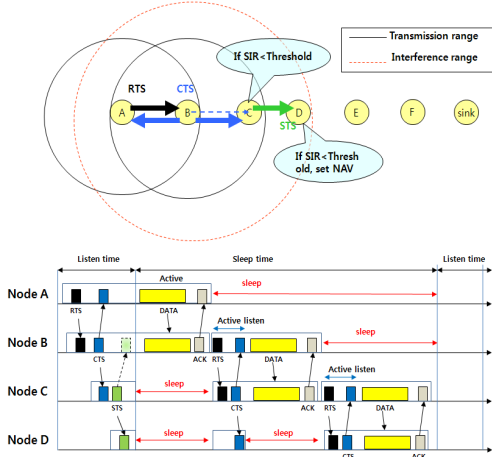 If SIR<Threshold
Transmission range
Interference range
RTS
CTS
A
B
C
D
E
F
sink
STS
If SIR<Thresh
old, set NAV
Listen time
Sleep time
Listen time
Active
sleep
Node A
RTS
DATA
Active listen
sleep
Node B
CTS
ACK
RTS
DATA
Active listen
sleep
Node C
STS
CTS
ACK
RTS
DATA
sleep
sleep
Node D
CTS
ACK